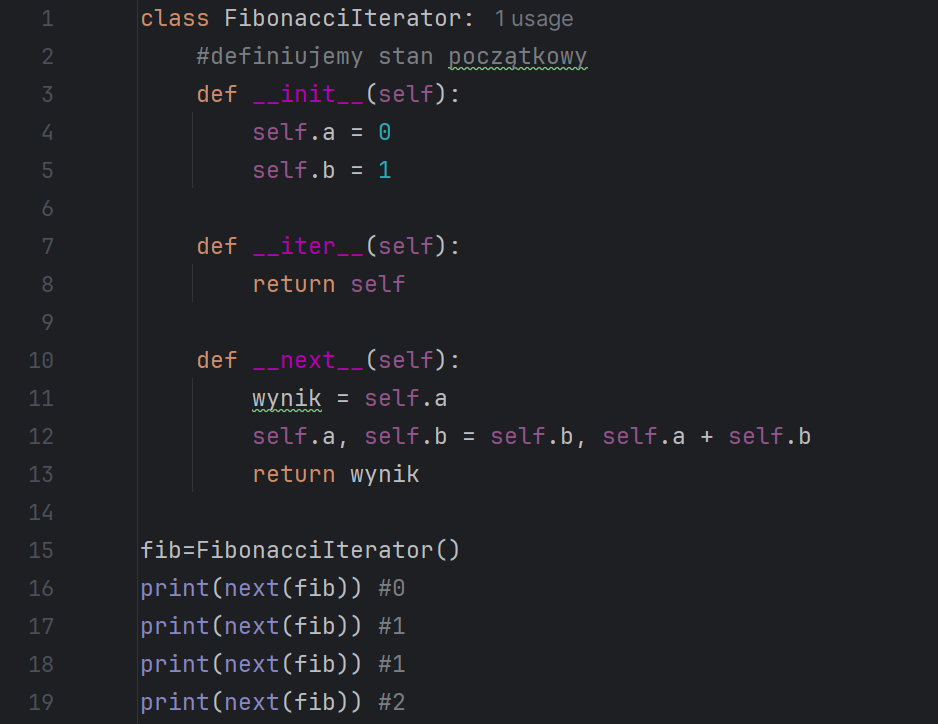 1 class FibonacciIterator: 1 usage
2     #definiujemy stan początkowy
3     def __init__(self):
4         self.a = 0
5         self.b = 1
6
7     def __iter__(self):
8         return self
9
10     def __next__(self):
11         wynik = self.a
12         self.a, self.b = self.b, self.a + self.b
13         return wynik
14
15 fib=FibonacciIterator()
16 print(next(fib)) #0
17 print(next(fib)) #1
18 print(next(fib)) #1
19 print(next(fib)) #2